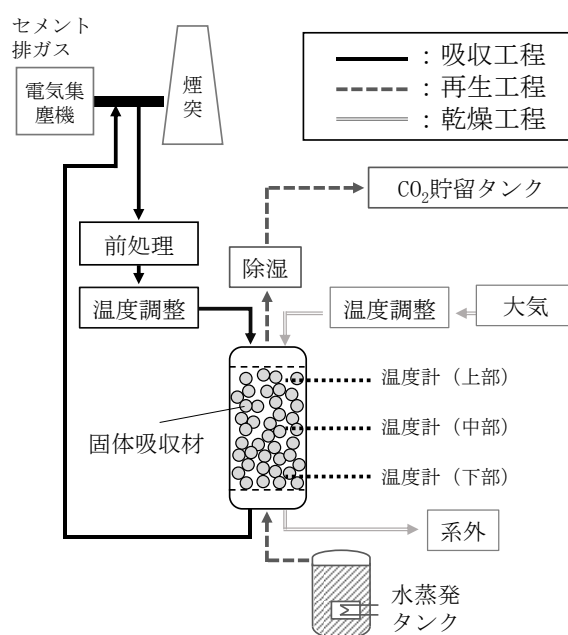 セメント
排ガス
電気集
塵機
煙
突
：吸収工程
：再生工程
：乾燥工程
CO₂貯留タンク
前処理
除湿
温度調整
温度調整
大気
温度計（上部）
温度計（中部）
固体吸収材
温度計（下部）
系外
水蒸発
タンク